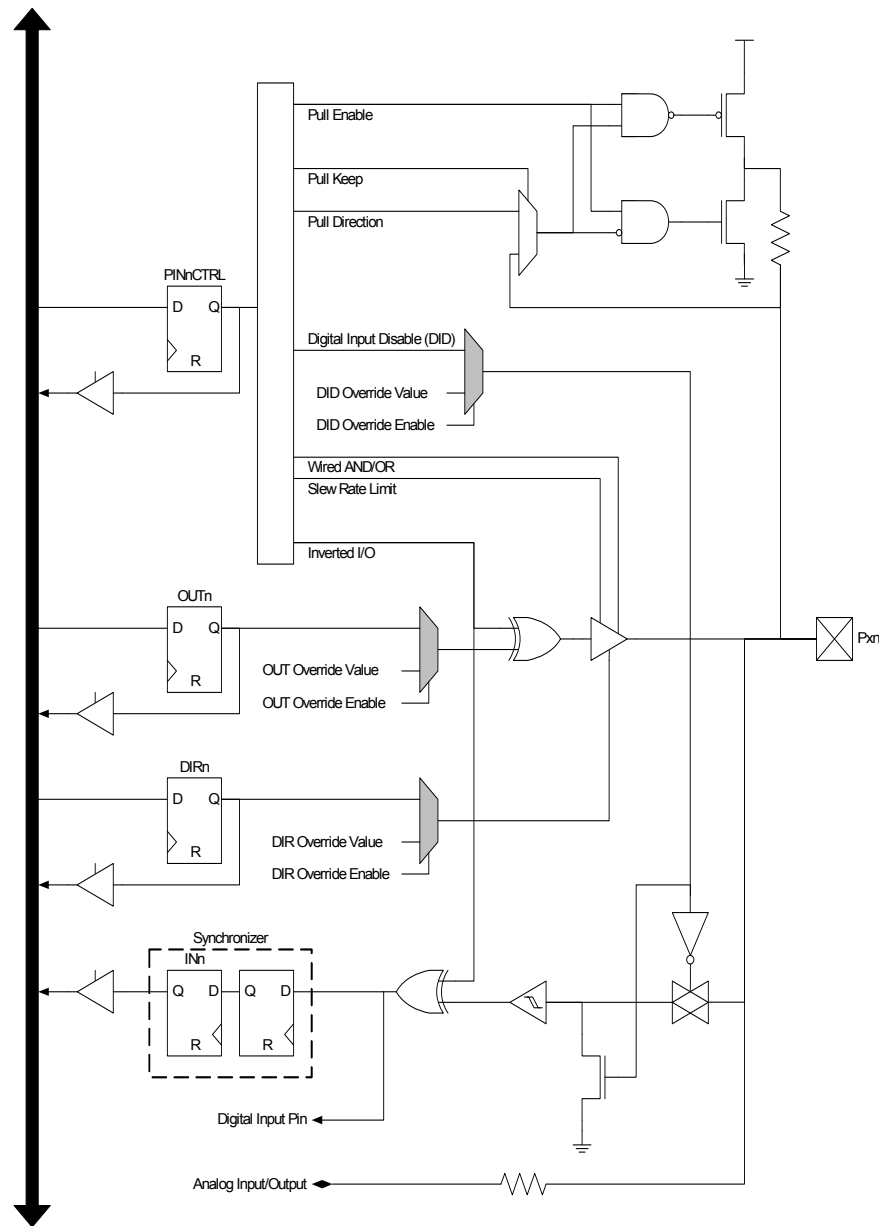 Pull Enable
Pull Keep
Pull Direction
PINnCTRL
D Q
R
Digital Input Disable (DID)
DID Override Value
DID Override Enable
Wired AND/OR
Slew Rate Limit
Inverted I/O
OUTn
D Q
R
Pxn
OUT Override Value
OUT Override Enable
DIRn
D Q
R
DIR Override Value
DIR Override Enable
Synchronizer
INn
Q D Q D
R R
Digital Input Pin
Analog Input/Output